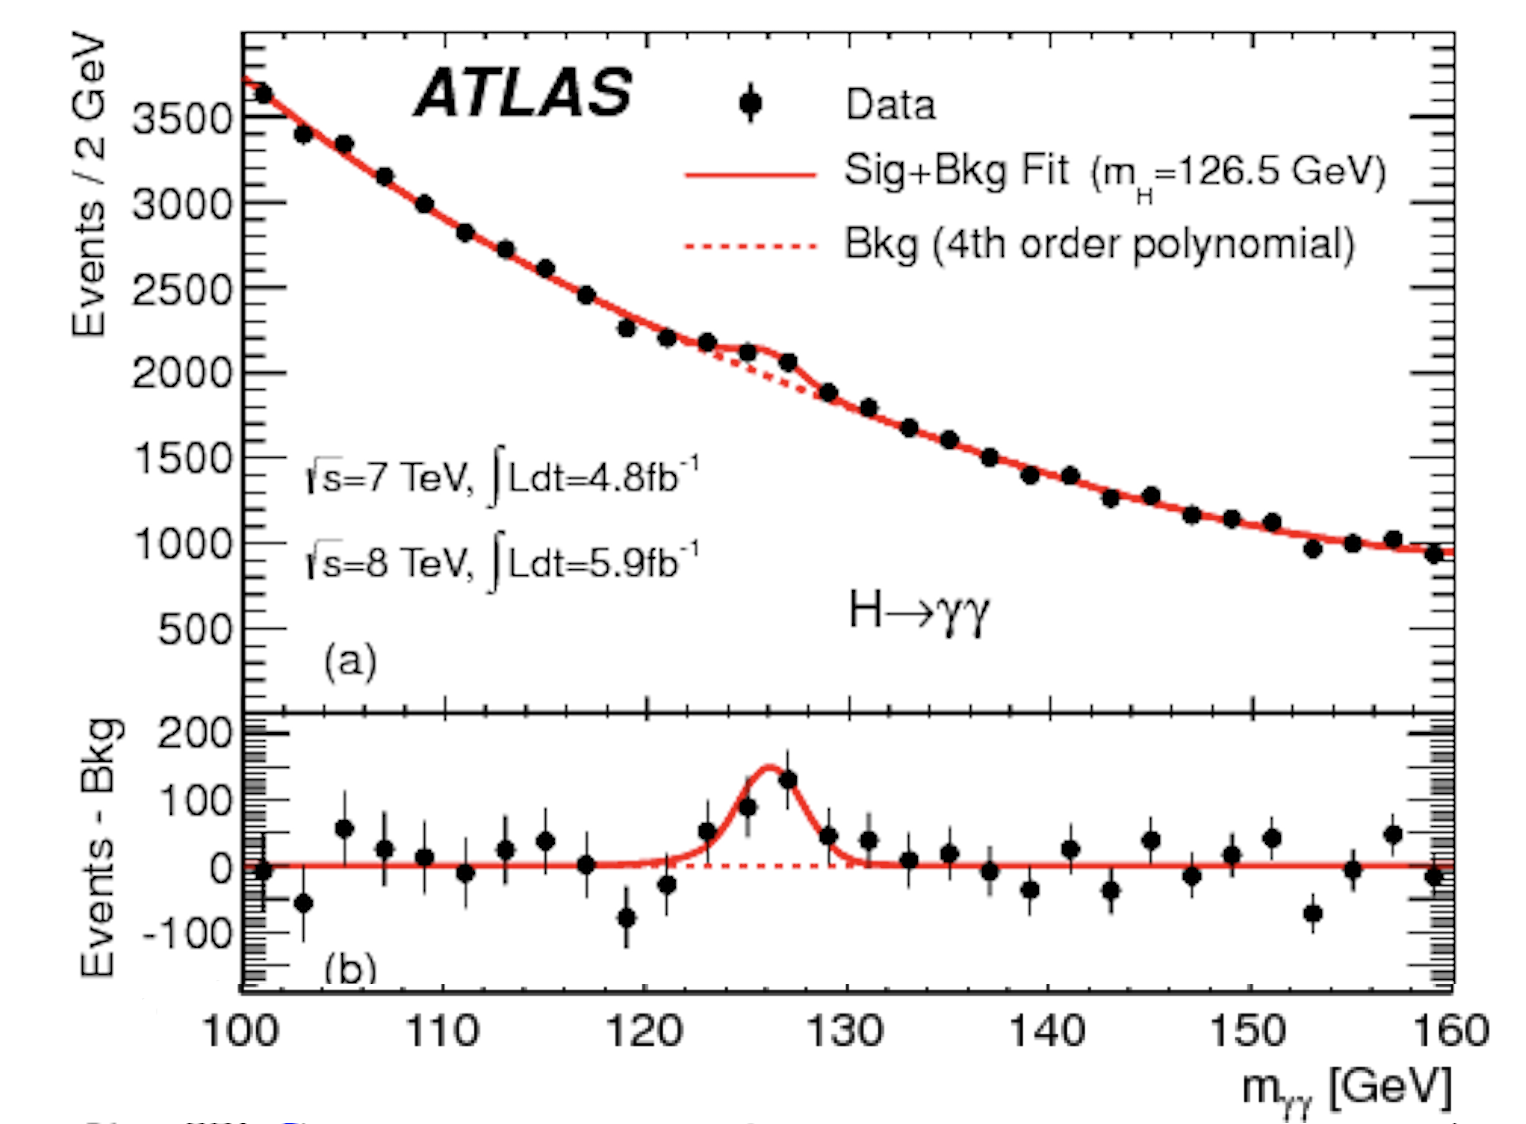 ATLAS
Data
Sig+Bkg Fit (mH=126.5 GeV)
Bkg (4th order polynomial)
Events / 2 GeV
3500
3000
2500
2000
1500
1000
500
√s=7 TeV, ∫Ldt=4.8fb-1
√s=8 TeV, ∫Ldt=5.9fb-1
H→γγ
(a)
Events - Bkg
200
100
0
-100
(b)
100 110 120 130 140 150 160
mγγ [GeV]